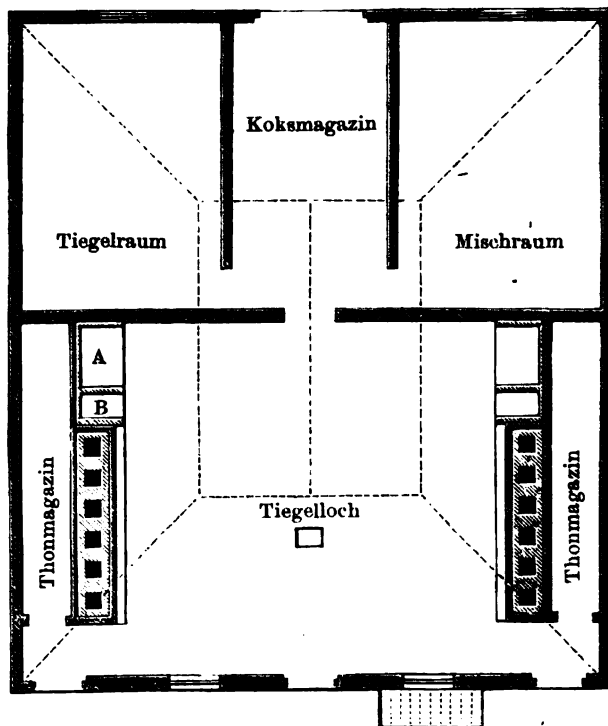 Koksmagazin
Tiegelraum
Mischraum
A
B
Thonmagazin
Tiegelloch
Thonmagazin